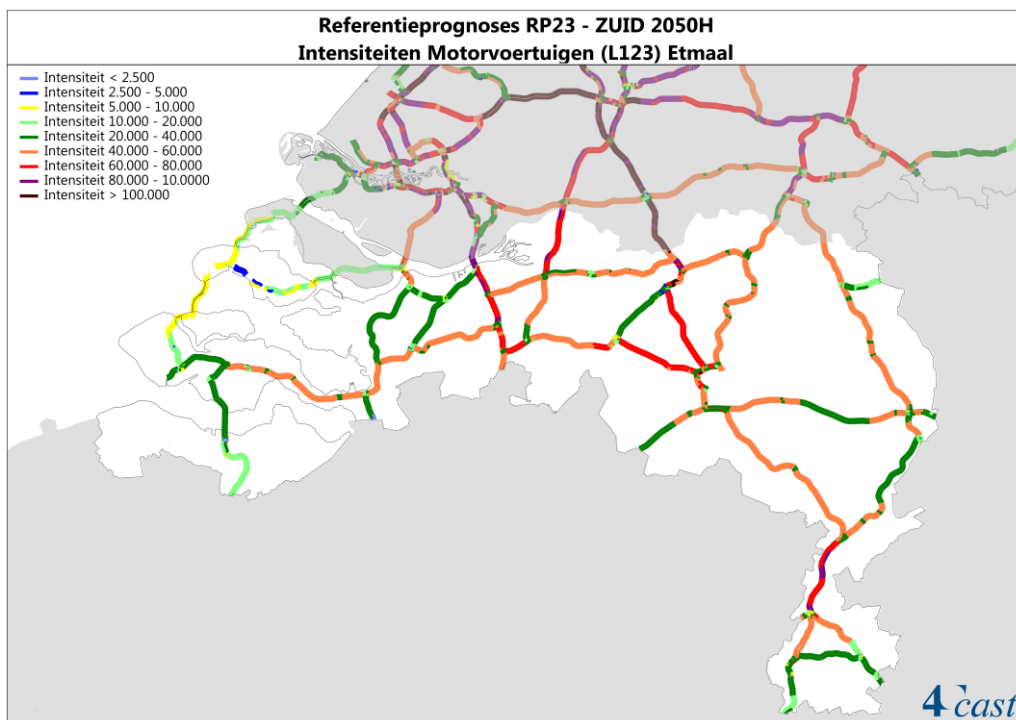 Referentieprognoses RP23 - ZUID 2050H
Intensiteiten Motorvoertuigen (L123) Etmaal
Intensiteit < 2.500
Intensiteit 2.500 - 5.000
Intensiteit 5.000 - 10.000
Intensiteit 10.000 - 20.000
Intensiteit 20.000 - 40.000
Intensiteit 40.000 - 60.000
Intensiteit 60.000 - 80.000
Intensiteit 80.000 - 10.0000
Intensiteit > 100.000
4cast